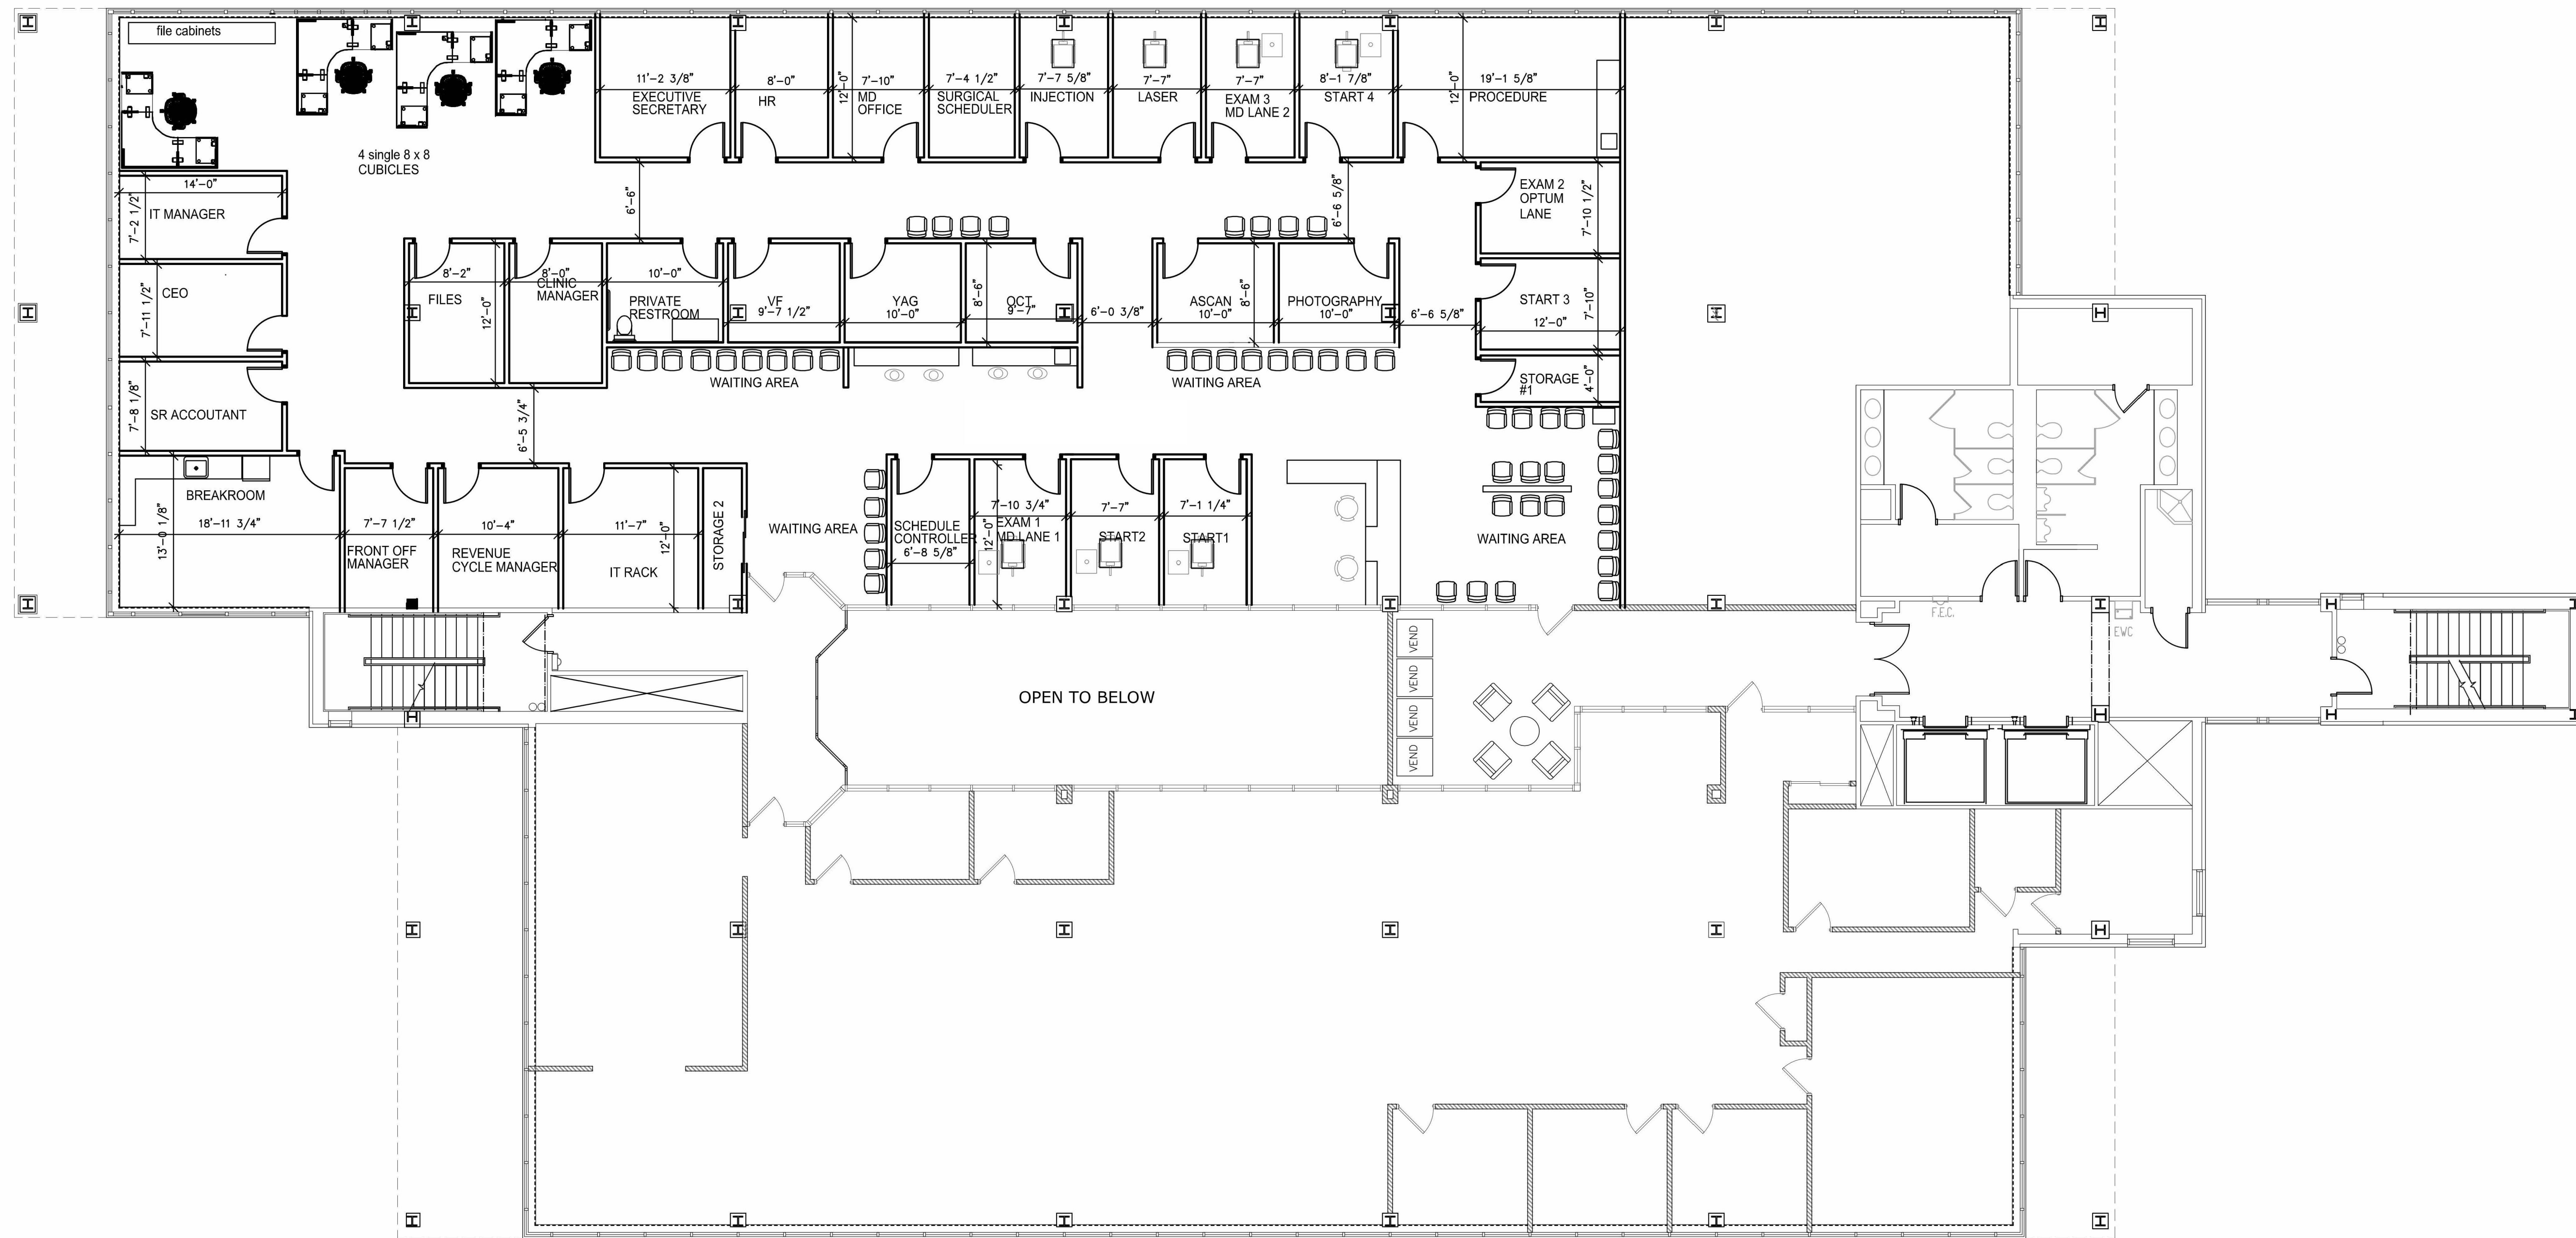 file cabinets
11'-2 3/8"
EXECUTIVE
SECRETARY
8'-0"
HR
12'-0"
7'-10"
MD
OFFICE
7'-4 1/2"
SURGICAL
SCHEDULER
7'-7 5/8"
INJECTION
7'-7"
LASER
7'-7"
EXAM 3
MD LANE 2
8'-1 7/8"
START 4
12'-0"
19'-1 5/8"
PROCEDURE
4 single 8 x 8
CUBICLES
14'-0"
7'-2 1/2"
IT MANAGER
6'-6"
6'-6 5/8"
EXAM 2
OPTUM
LANE
7'-10 1/2"
7'-11 1/2"
CEO
8'-2"
FILES
12'-0"
8'-0"
CLINIC
MANAGER
10'-0"
PRIVATE
RESTROOM
VF
9'-7 1/2"
YAG
10'-0"
8'-6"
OCT
9'-7"
6'-0 3/8"
ASCAN
10'-0"
8'-6"
PHOTOGRAPHY
10'-0"
6'-6 5/8"
START 3
7'-10"
12'-0"
WAITING AREA
WAITING AREA
STORAGE
#1
4'-0"
7'-8 1/8"
SR ACCOUTANT
6'-5 3/4"
BREAKROOM
18'-11 3/4"
13'-0 1/8"
7'-7 1/2"
FRONT OFF
MANAGER
10'-4"
REVENUE
CYCLE MANAGER
11'-7"
12'-0"
IT RACK
STORAGE 2
WAITING AREA
SCHEDULE
CONTROLLER
6'-8 5/8"
12'-0"
7'-10 3/4"
EXAM 1
MD LANE 1
7'-7"
START2
7'-1 1/4"
START1
WAITING AREA
F.E.C.
EWC
OPEN TO BELOW
VEND
VEND
VEND
VEND